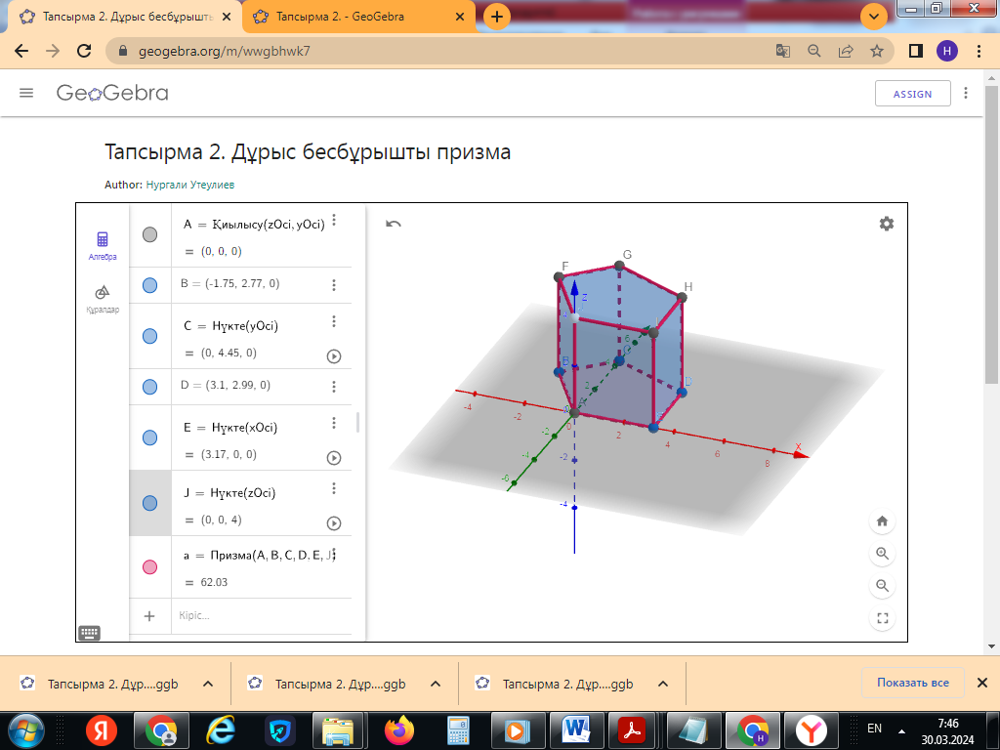 Тапсырма 2. Дұрыс бесбұрышты
Тапсырма 2. - GeoGebra
geogebra.org/m/wwgbhwk7
H
GeoGebra
ASSIGN
Тапсырма 2. Дұрыс бесбұрышты призма
Author: Нургали Утеулиев
Алгебра
Құралдар
A = Қиылысу(zОсі, yОсі)
= (0, 0, 0)
B = (-1.75, 2.77, 0)
C = Нүкте(yОсі)
= (0, 4.45, 0)
D = (3.1, 2.99, 0)
E = Нүкте(xОсі)
= (3.17, 0, 0)
J = Нүкте(zОсі)
= (0, 0, 4)
a = Призма(A, B, C, D, E, J)
= 62.03
Кіріс...
G
F
H
z
B
C
D
A
x
-4
-2
0
2
4
6
8
-6
-4
-2
2
6
-2
-4
Тапсырма 2. Дұр....ggb
Тапсырма 2. Дұр....ggb
Тапсырма 2. Дұр....ggb
Показать все
Я
W
H
Y
EN
7:46
30.03.2024